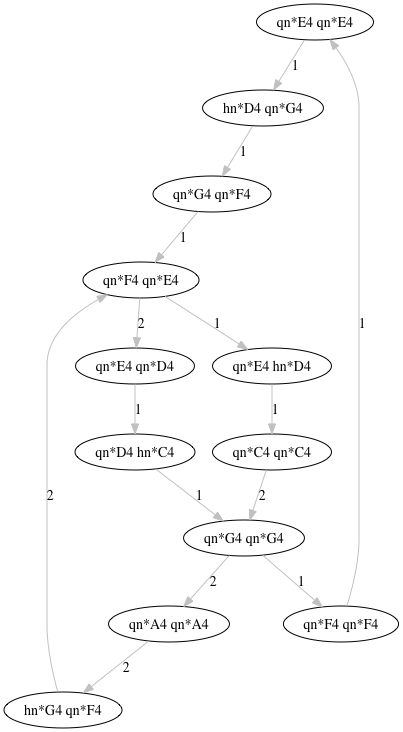 qn*E4 qn*E4
1
hn*D4 qn*G4
1
qn*G4 qn*F4
1
qn*F4 qn*E4
2
1
1
qn*E4 qn*D4
qn*E4 hn*D4
1
1
qn*D4 hn*C4
qn*C4 qn*C4
2
1
2
qn*G4 qn*G4
2
1
qn*A4 qn*A4
qn*F4 qn*F4
2
hn*G4 qn*F4